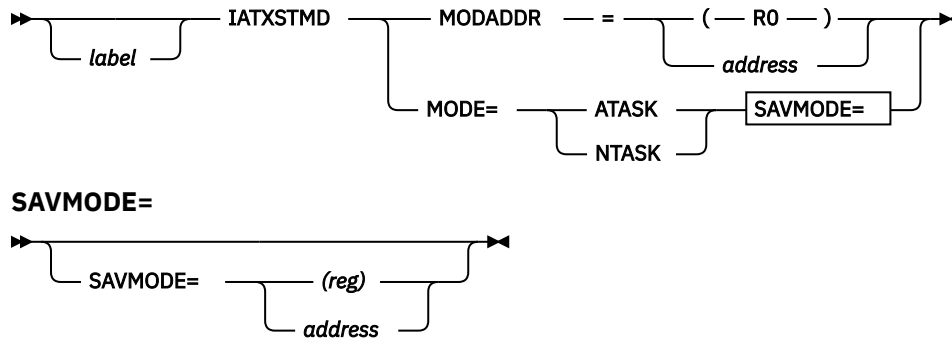 IATXSTMD MODADDR = ( R0 )
label address
MODE= ATASK SAVMODE=
NTASK
SAVMODE=
SAVMODE= (reg)
address